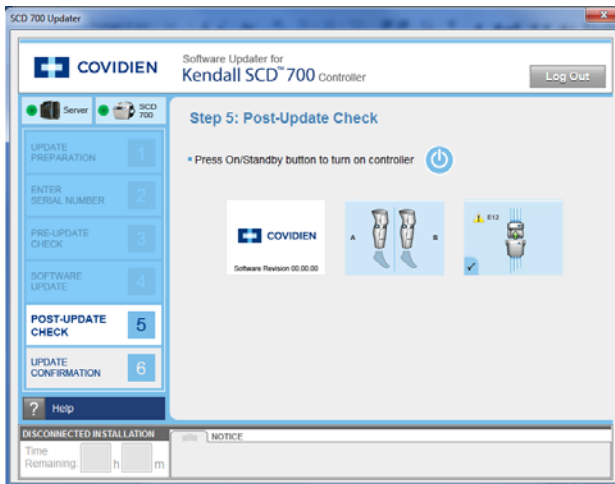 SCD 700 Updater
COVIDIEN
Software Updater for
Kendall SCD™ 700 Controller
Log Out
Server
SCD
700
Step 5: Post-Update Check
Press On/Standby button to turn on controller
UPDATE
PREPARATION
1
ENTER
SERIAL NUMBER
2
PRE-UPDATE
CHECK
3
SOFTWARE
UPDATE
4
POST-UPDATE
CHECK
5
UPDATE
CONFIRMATION
6
COVIDIEN
Software Revision 00.00.00
A
B
E12
? Help
DISCONNECTED INSTALLATION
Time
Remaining:
h
m
NOTICE